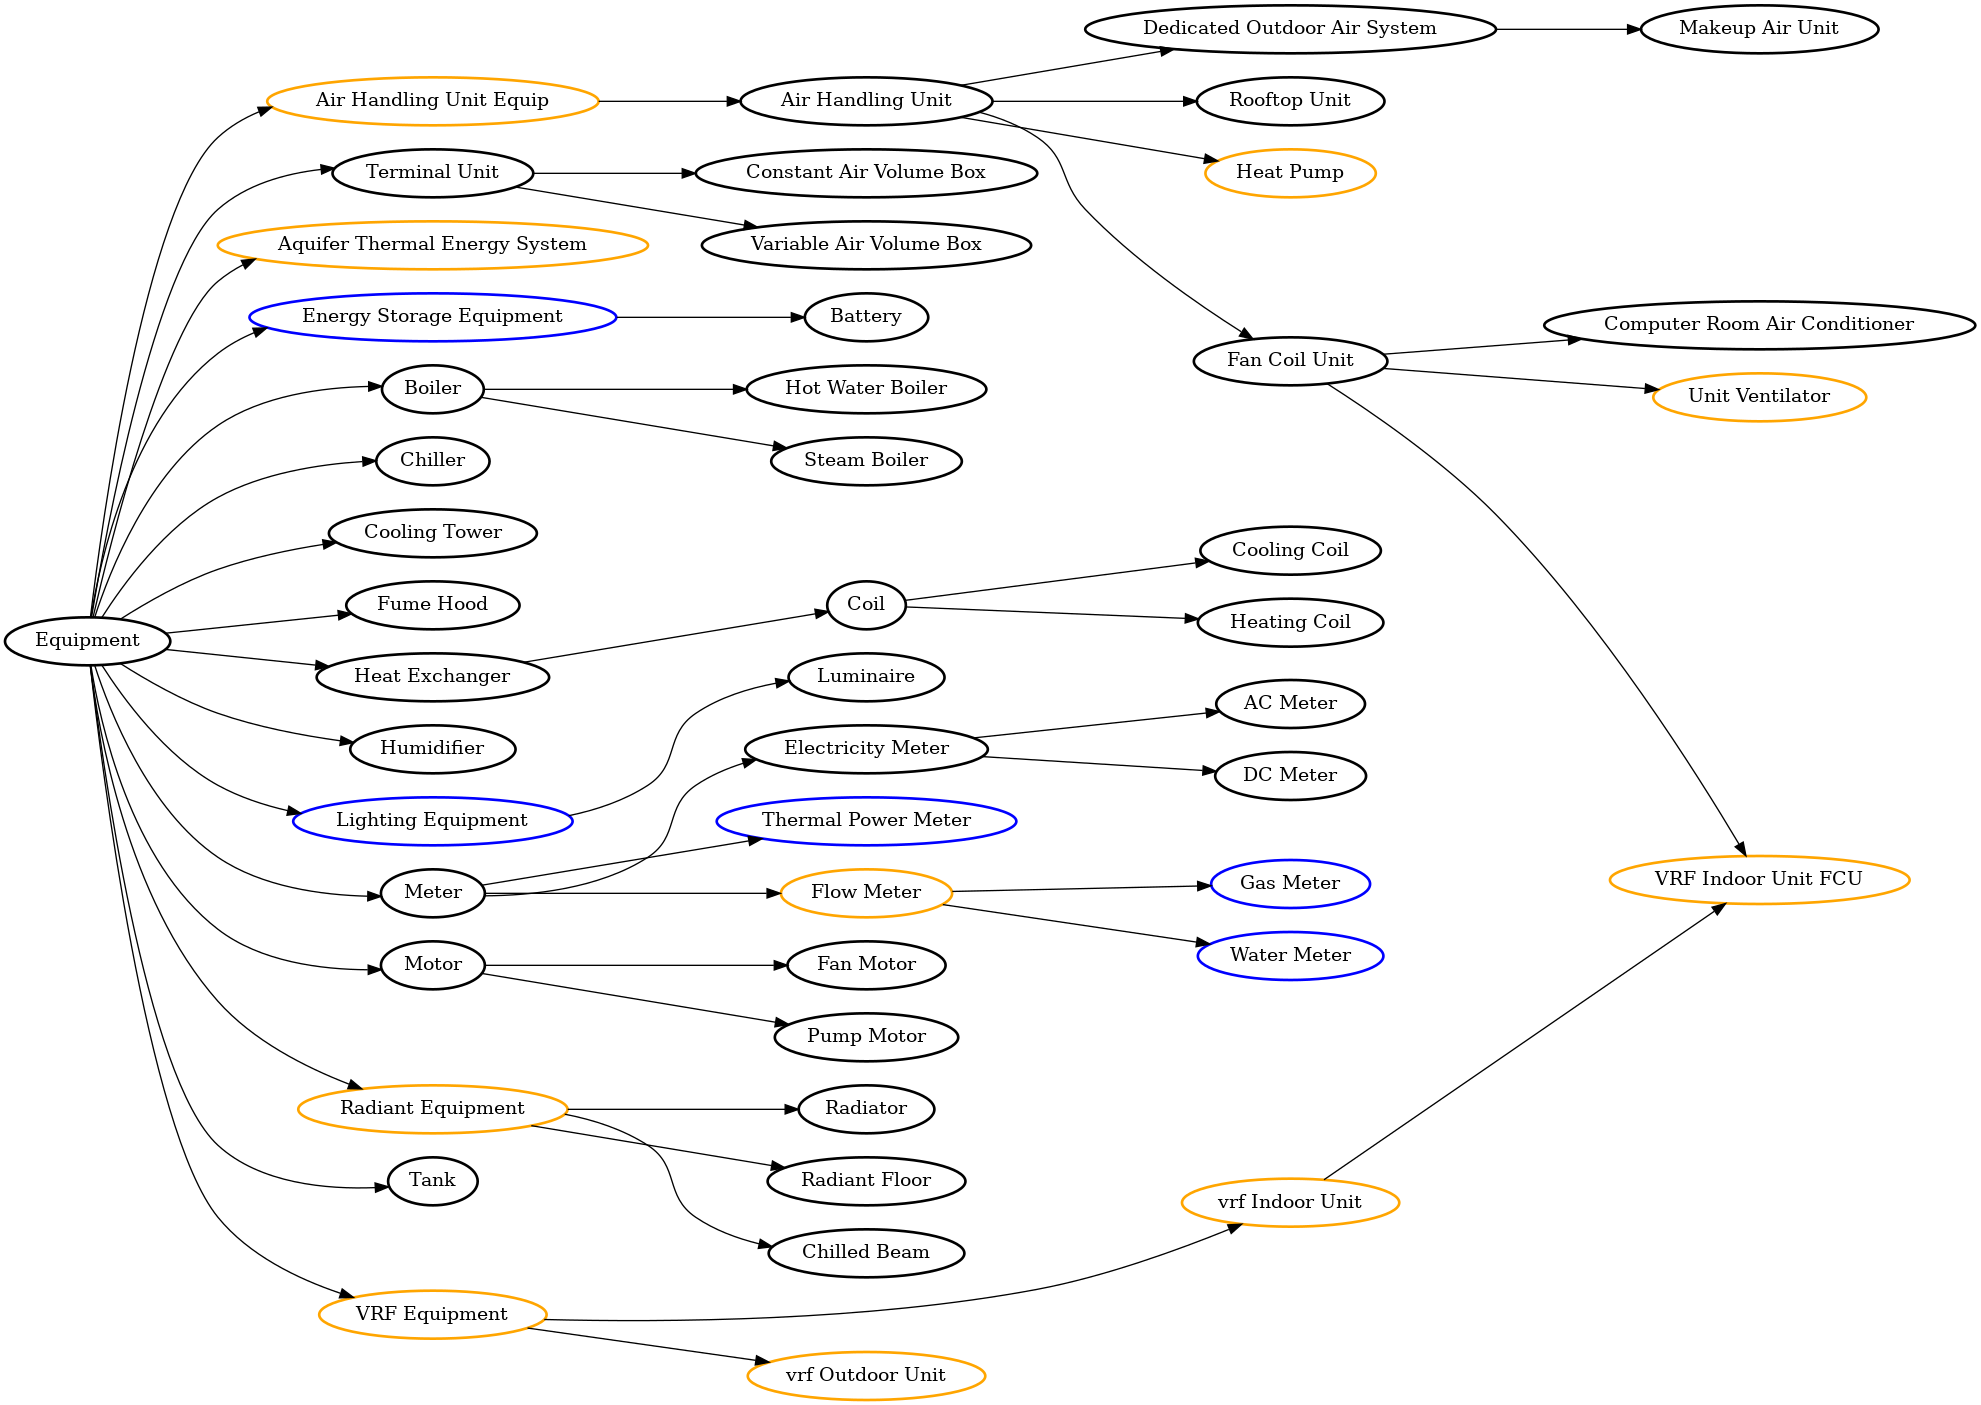 Equipment
Air Handling Unit Equip
Terminal Unit
Aquifer Thermal Energy System
Energy Storage Equipment
Boiler
Chiller
Cooling Tower
Fume Hood
Heat Exchanger
Humidifier
Lighting Equipment
Meter
Motor
Radiant Equipment
Tank
VRF Equipment
Air Handling Unit
Constant Air Volume Box
Variable Air Volume Box
Battery
Hot Water Boiler
Steam Boiler
Coil
Luminaire
Electricity Meter
Thermal Power Meter
Flow Meter
Fan Motor
Pump Motor
Radiator
Radiant Floor
Chilled Beam
vrf Outdoor Unit
Dedicated Outdoor Air System
Rooftop Unit
Heat Pump
Fan Coil Unit
Cooling Coil
Heating Coil
AC Meter
DC Meter
Gas Meter
Water Meter
vrf Indoor Unit
Makeup Air Unit
Computer Room Air Conditioner
Unit Ventilator
VRF Indoor Unit FCU